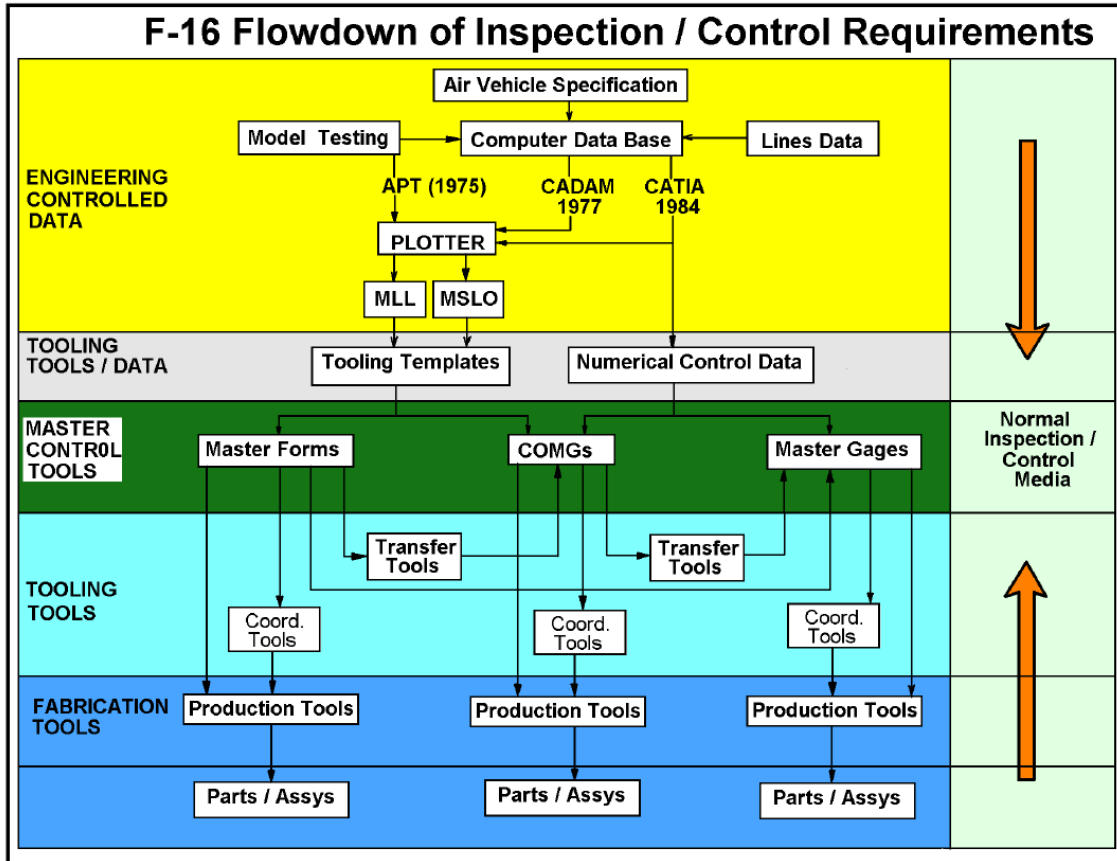 F-16 Flowdown of Inspection / Control Requirements
Air Vehicle Specification
Model Testing
Computer Data Base
Lines Data
ENGINEERING
CONTROLLED
DATA
APT (1975)
CADAM
1977
CATIA
1984
PLOTTER
MLL
MSLO
TOOLING
TOOLS / DATA
Tooling Templates
Numerical Control Data
MASTER
CONTR0L
TOOLS
Master Forms
COMGs
Master Gages
Normal
Inspection /
Control
Media
Transfer
Tools
Transfer
Tools
TOOLING
TOOLS
Coord.
Tools
Coord.
Tools
Coord.
Tools
FABRICATION
TOOLS
Production Tools
Production Tools
Production Tools
Parts / Assys
Parts / Assys
Parts / Assys